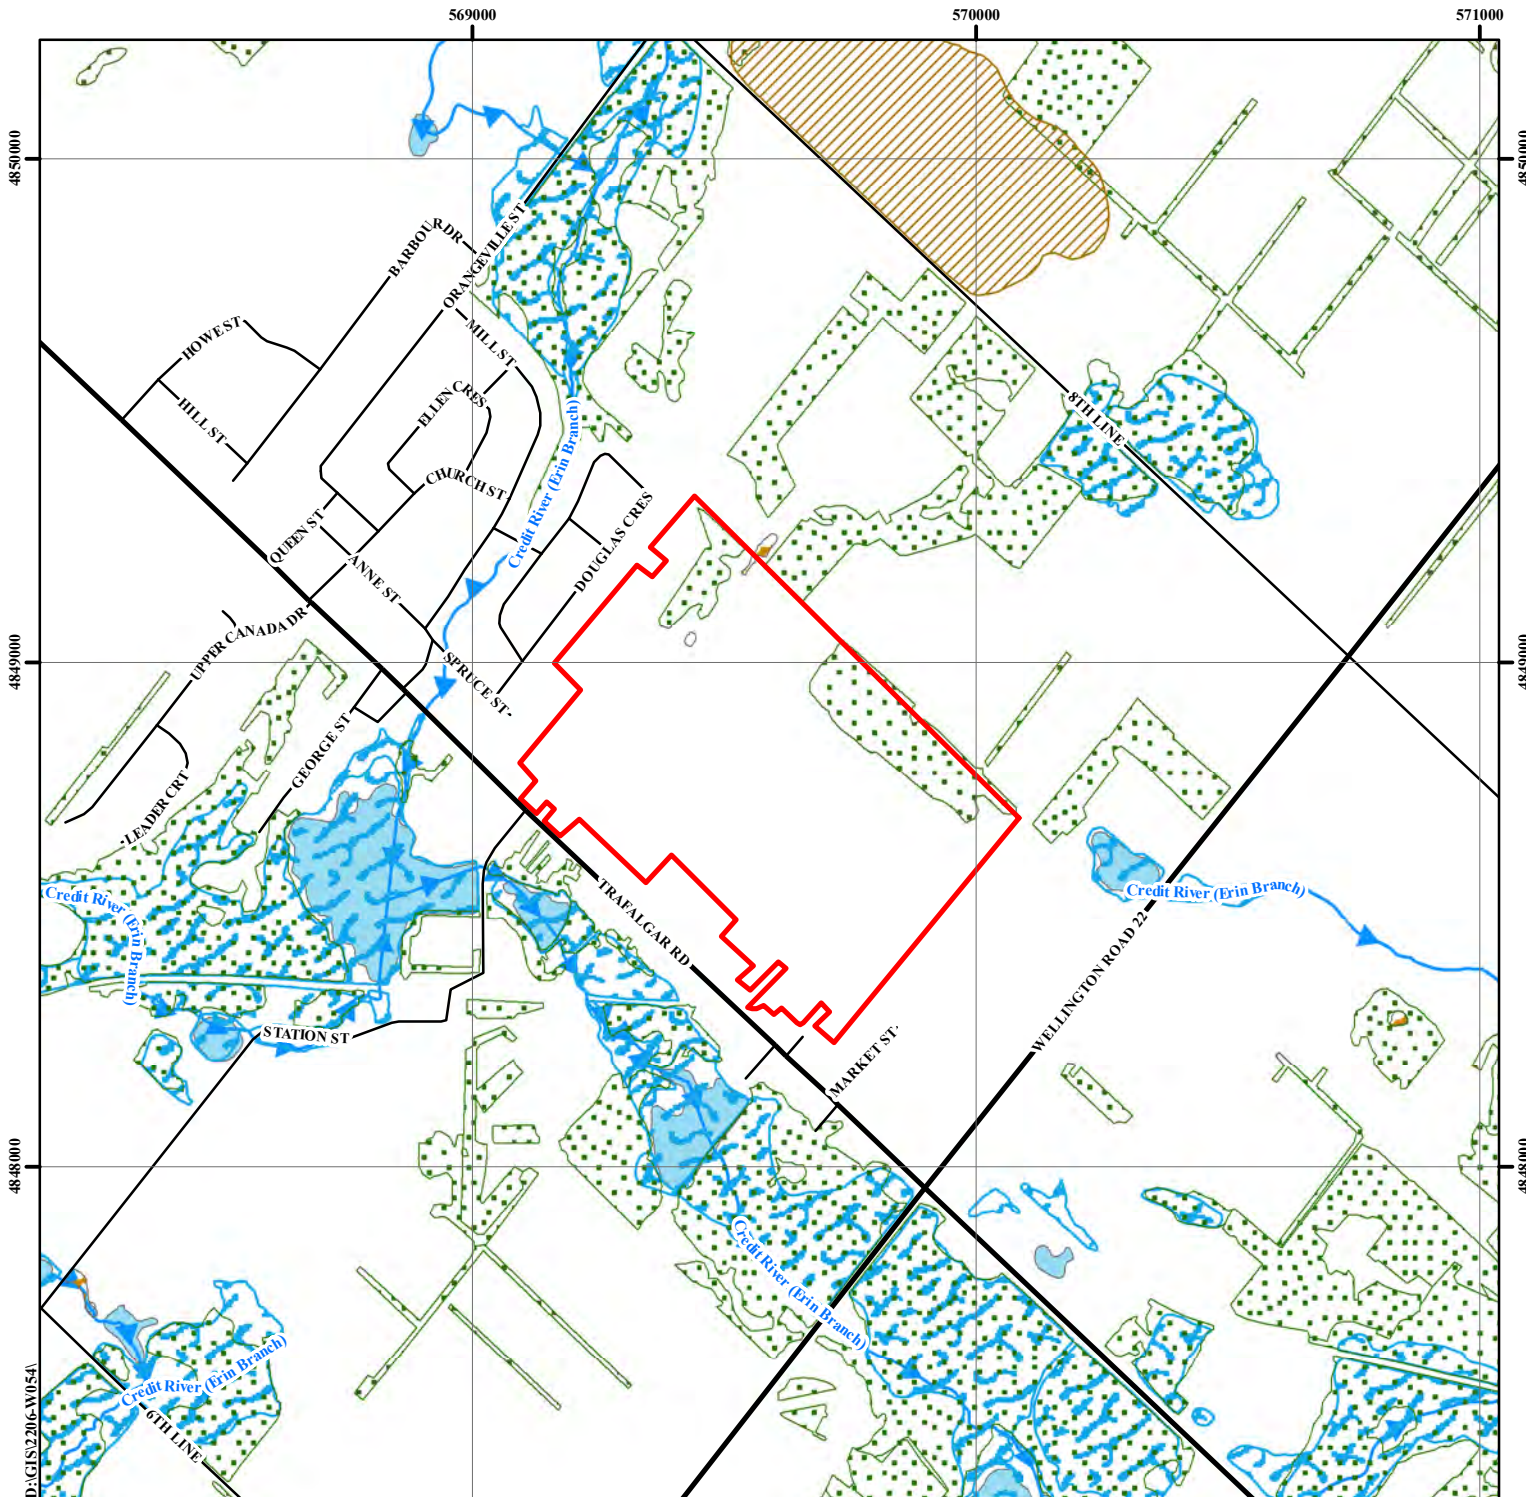 569000
570000
571000
4850000
4850000
BARBOUR DR
ORANGEVILLE ST
HOWE ST
MILL ST
ELLEN CRES
HILL ST
8TH LINE
CHURCH ST
Credit River (Erin Branch)
QUEEN ST
DOUGLAS CRES
ANNE ST
UPPER CANADA DR
4849000
4849000
SPRUCE ST
GEORGE ST
LEADER CRT
Credit River (Erin Branch)
TRAFALGAR RD
Credit River (Erin Branch)
WELLINGTON ROAD 22
STATION ST
MARKET ST
4848000
4848000
Credit River (Erin Branch)
Credit River (Erin Branch)
6TH LINE
D:\GIS\2206-W054\